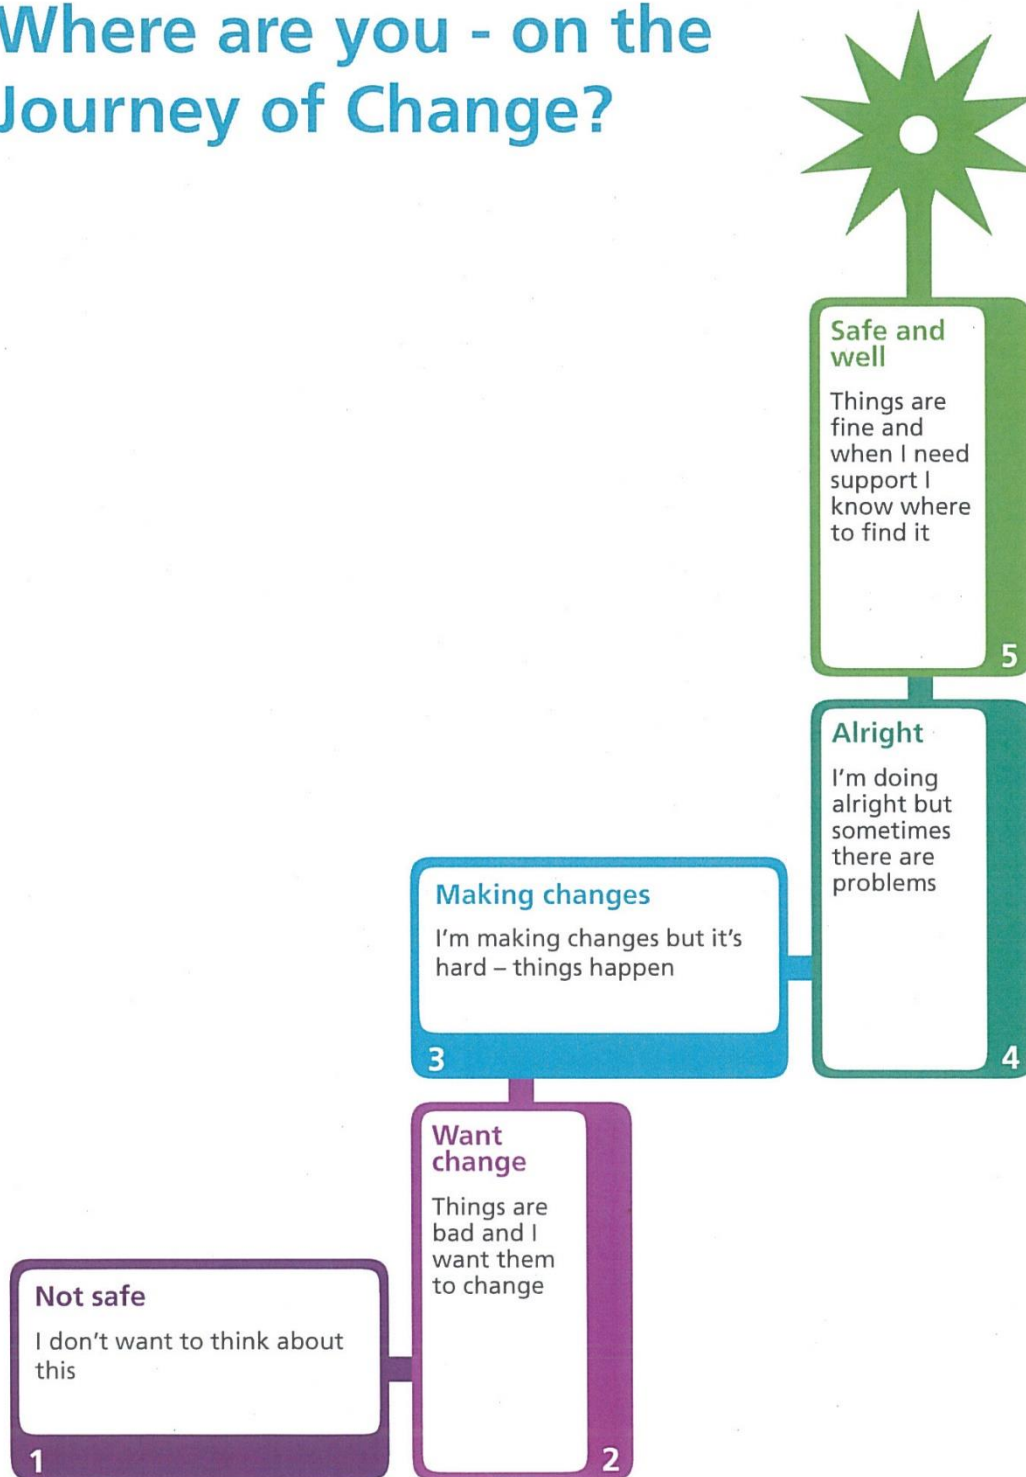 Where are you - on the
Journey of Change?
Safe and
well
Things are
fine and
when I need
support I
know where
to find it
5
Alright
I'm doing
alright but
sometimes
there are
problems
4
Making changes
I'm making changes but it's
hard – things happen
3
Want
change
Things are
bad and I
want them
to change
2
Not safe
I don't want to think about
this
1